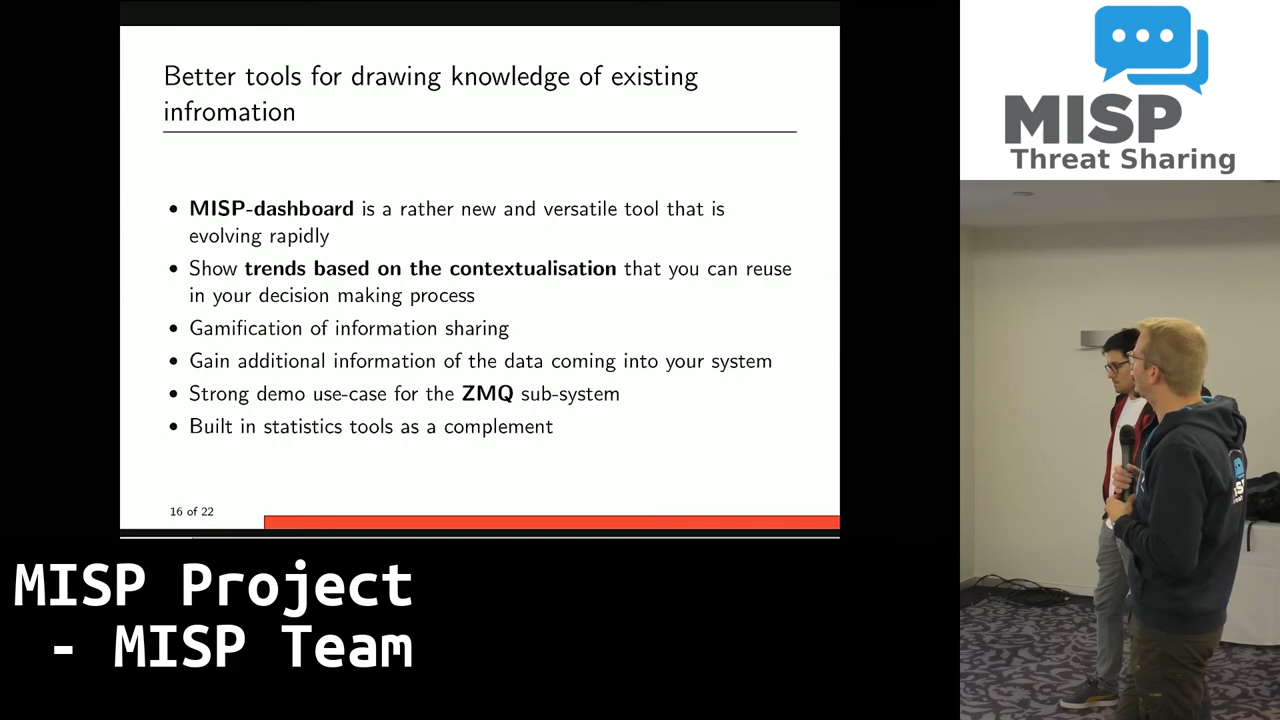 Better tools for drawing knowledge of existing
infromation
• MISP-dashboard is a rather new and versatile tool that is
evolving rapidly
• Show trends based on the contextualisation that you can reuse
in your decision making process
• Gamification of information sharing
• Gain additional information of the data coming into your system
• Strong demo use-case for the ZMQ sub-system
• Built in statistics tools as a complement
16 of 22
MISP
Threat Sharing
MISP Project
- MISP Team